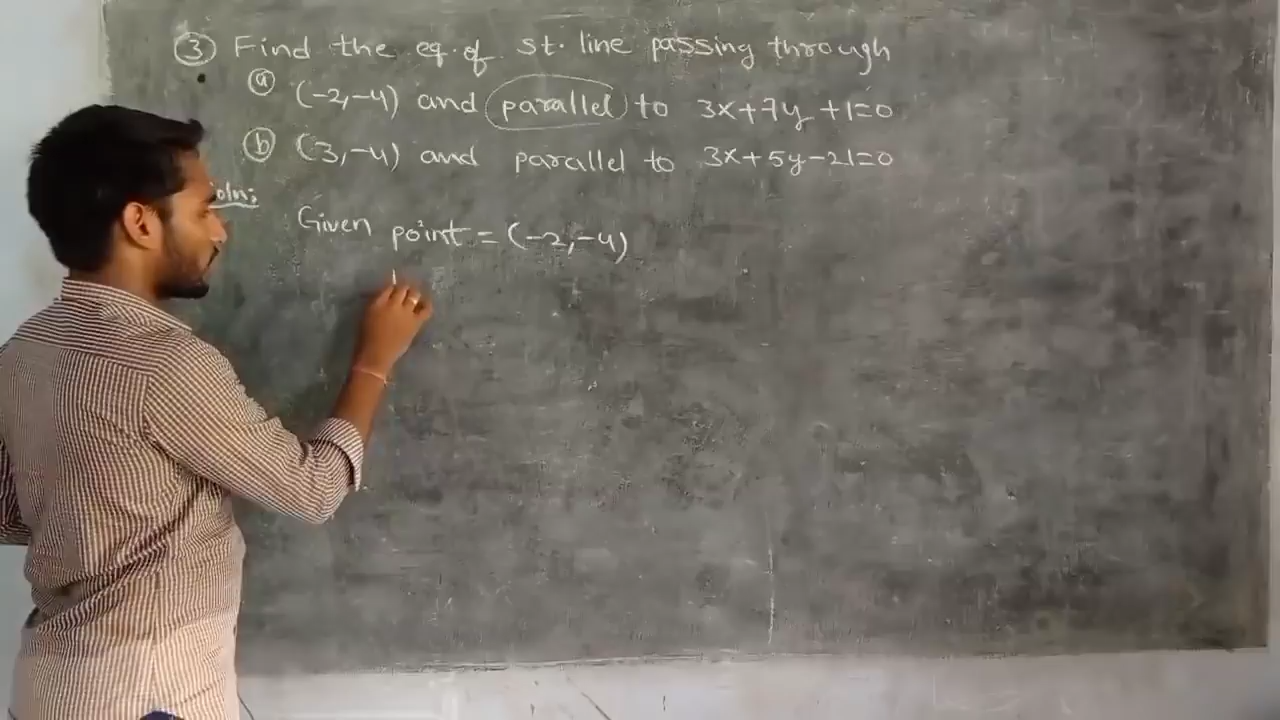 ③ Find the eq. of st. line passing through
ⓐ (-2,-4) and parallel to 3x+7y+1=0
ⓑ (3,-4) and parallel to 3x+5y-21=0
Soln:
Given point = (-2,-4)